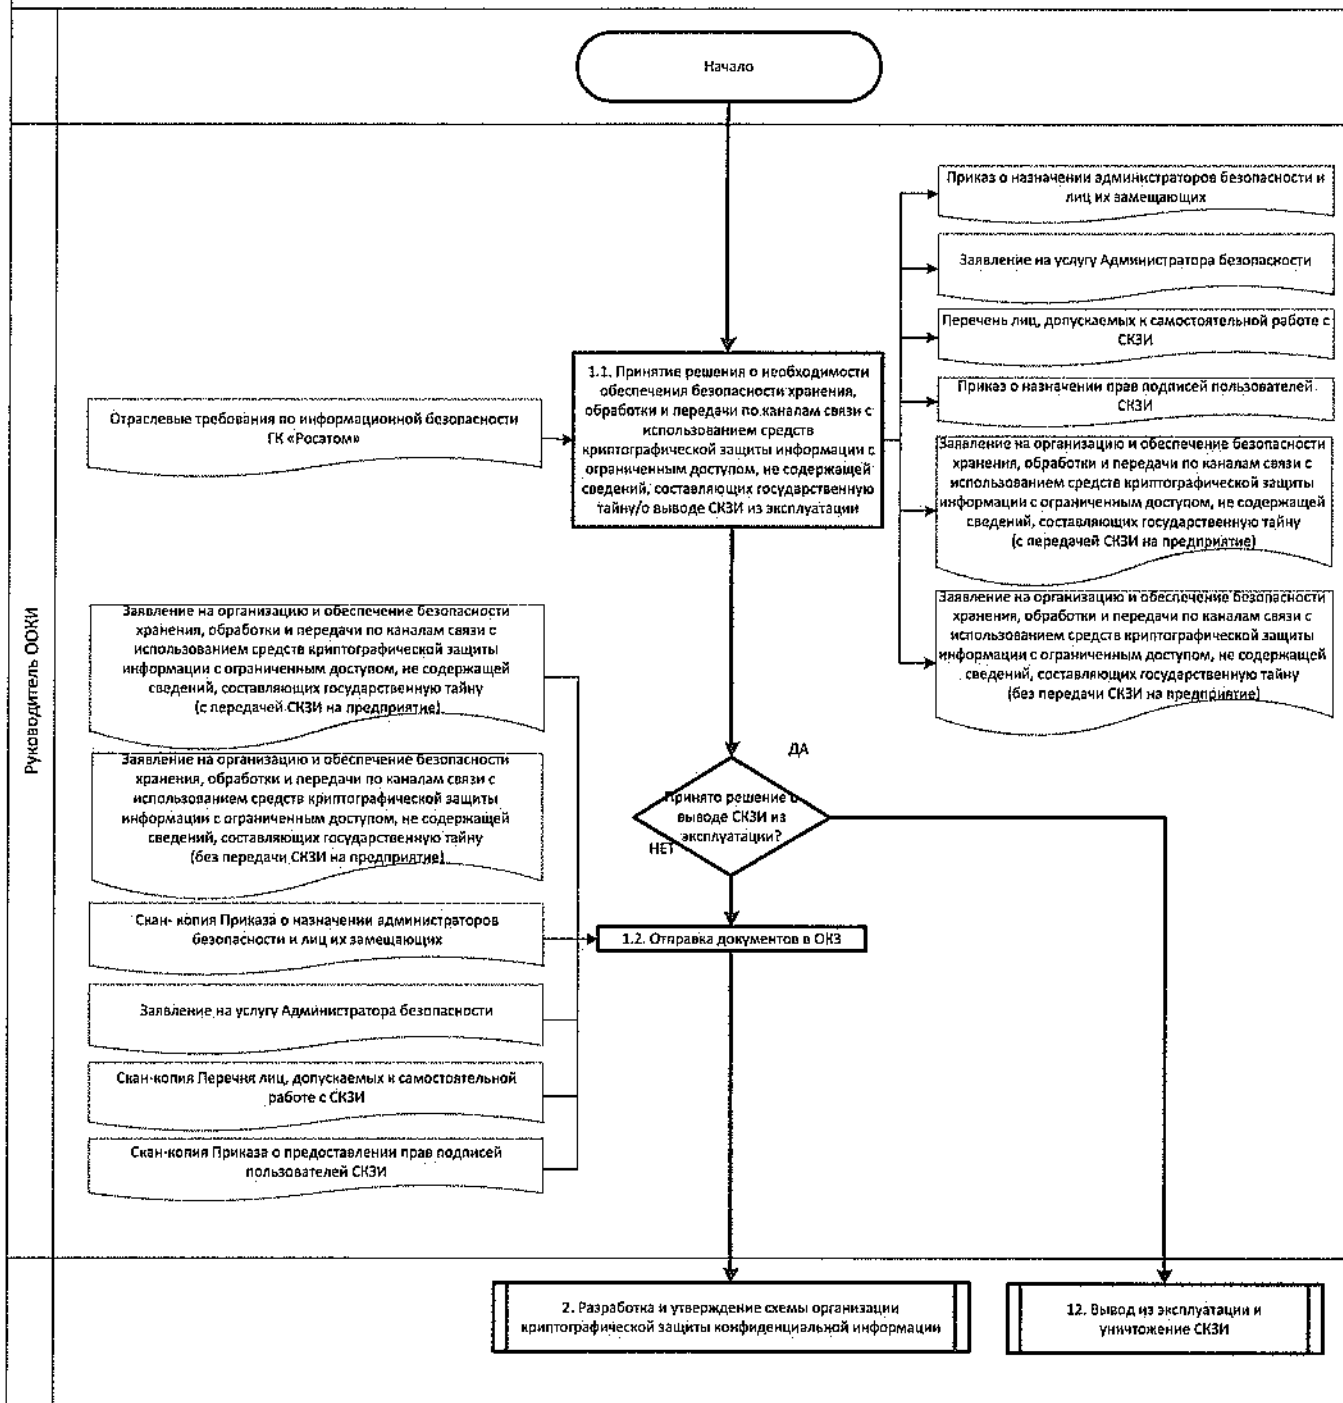 Начало
Руководитель ООКИ
Приказ о назначении администраторов безопасности и
лиц их замещающих
Заявление на услугу Администратора безопасности
Перечень лиц, допускаемых к самостоятельной работе с
СКЗИ
Приказ о назначении прав подписей пользователей
СКЗИ
Заявление на организацию и обеспечение безопасности
хранения, обработки и передачи по каналам связи с
использованием средств криптографической защиты
информации с ограниченным доступом, не содержащей
сведений, составляющих государственную тайну
(с передачей СКЗИ на предприятие)
Заявление на организацию и обеспечение безопасности
хранения, обработки и передачи по каналам связи с
использованием средств криптографической защиты
информации с ограниченным доступом, не содержащей
сведений, составляющих государственную тайну
(без передачи СКЗИ на предприятие)
1.1. Принятие решения о необходимости
обеспечения безопасности хранения,
обработки и передачи по каналам связи с
использованием средств
криптографической защиты информации с
ограниченным доступом, не содержащей
сведений, составляющих государственную
тайну/о выводе СКЗИ из эксплуатации
Отраслевые требования по информационной безопасности
ГК «Росатом»
Заявление на организацию и обеспечение безопасности
хранения, обработки и передачи по каналам связи с
использованием средств криптографической защиты
информации с ограниченным доступом, не содержащей
сведений, составляющих государственную тайну
(с передачей СКЗИ на предприятие)
Заявление на организацию и обеспечение безопасности
хранения, обработки и передачи по каналам связи с
использованием средств криптографической защиты
информации с ограниченным доступом, не содержащей
сведений, составляющих государственную тайну
(без передачи СКЗИ на предприятие)
Скан- копия Приказа о назначении администраторов
безопасности и лиц их замещающих
Заявление на услугу Администратора безопасности
Скан-копия Перечня лиц, допускаемых к самостоятельной
работе с СКЗИ
Скан-копия Приказа о предоставлении прав подписей
пользователей СКЗИ
ДА
Принято решение о
выводе СКЗИ из
эксплуатации?
НЕТ
1.2. Отправка документов в ОКЗ
2. Разработка и утверждение схемы организации
криптографической защиты конфиденциальной информации
12. Вывод из эксплуатации и
уничтожение СКЗИ